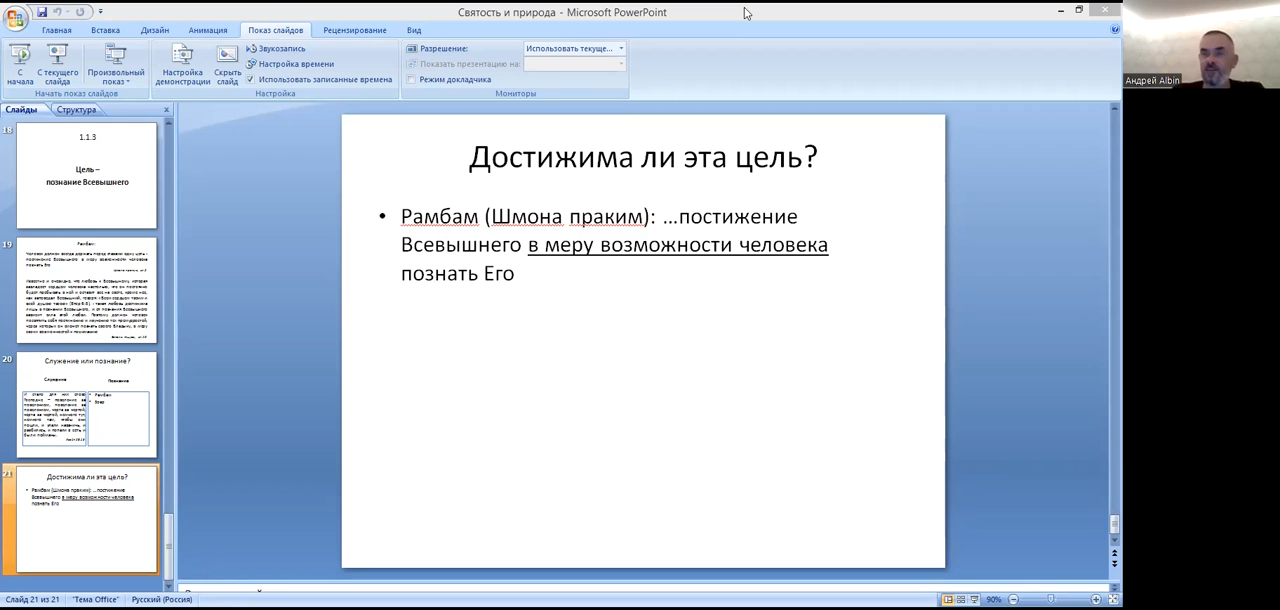 Святость и природа - Microsoft PowerPoint
Главная Вставка Дизайн Анимация Показ слайдов Рецензирование Вид
С начала
С текущего слайда
Произвольный показ
Начать показ слайдов
Настройка демонстрации
Скрыть слайд
Звукозапись
Настройка времени
Использовать записанные времена
Настройка
Разрешение: Использовать текуще...
Показать презентацию на:
Режим докладчика
Мониторы
Андрей Albin
Слайды Структура
18
1.1.3
Цель –
познание Всевышнего
19
Рамбам:
20
Служение или познание?
Служение Познание
Рамбам
21
Достижима ли эта цель?
Рамбам (Шмона праким): ...постижение
Всевышнего в меру возможности человека
познать Его
Достижима ли эта цель?
• Рамбам (Шмона праким): ...постижение
Всевышнего в меру возможности человека
познать Его
Слайд 21 из 21 "Тема Office" Русский (Россия) 90%